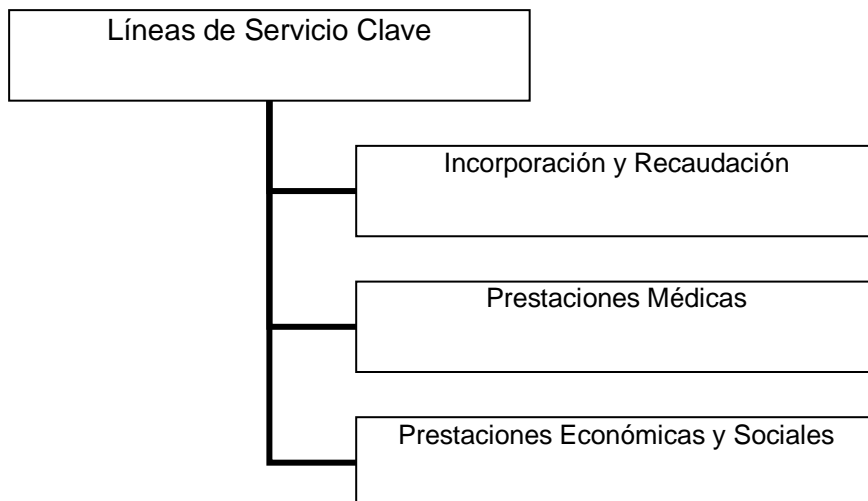 Líneas de Servicio Clave
Incorporación y Recaudación
Prestaciones Médicas
Prestaciones Económicas y Sociales